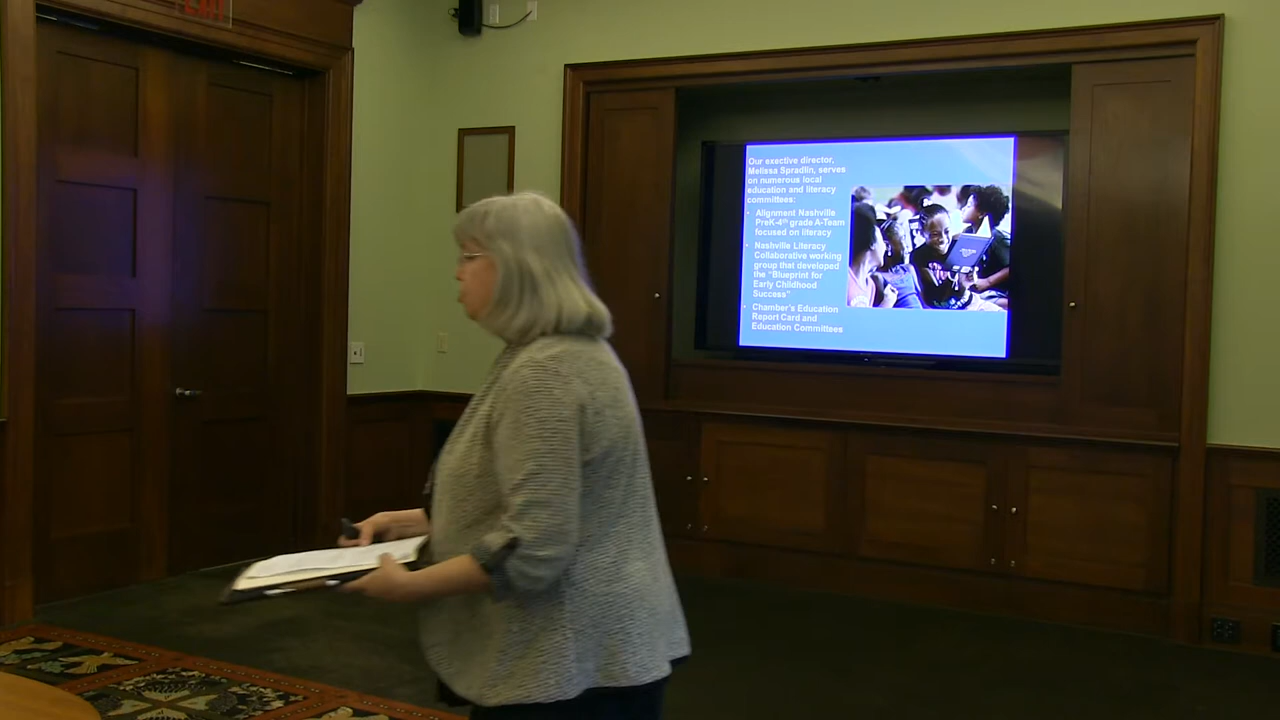 EXIT
Our exective director,
Melissa Spradlin, serves
on numerous local
education and literacy
committees:
• Alignment Nashville
PreK-4th grade A-Team
focused on literacy
• Nashville Literacy
Collaborative working
group that developed
the "Blueprint for
Early Childhood
Success"
• Chamber's Education
Report Card and
Education Committees